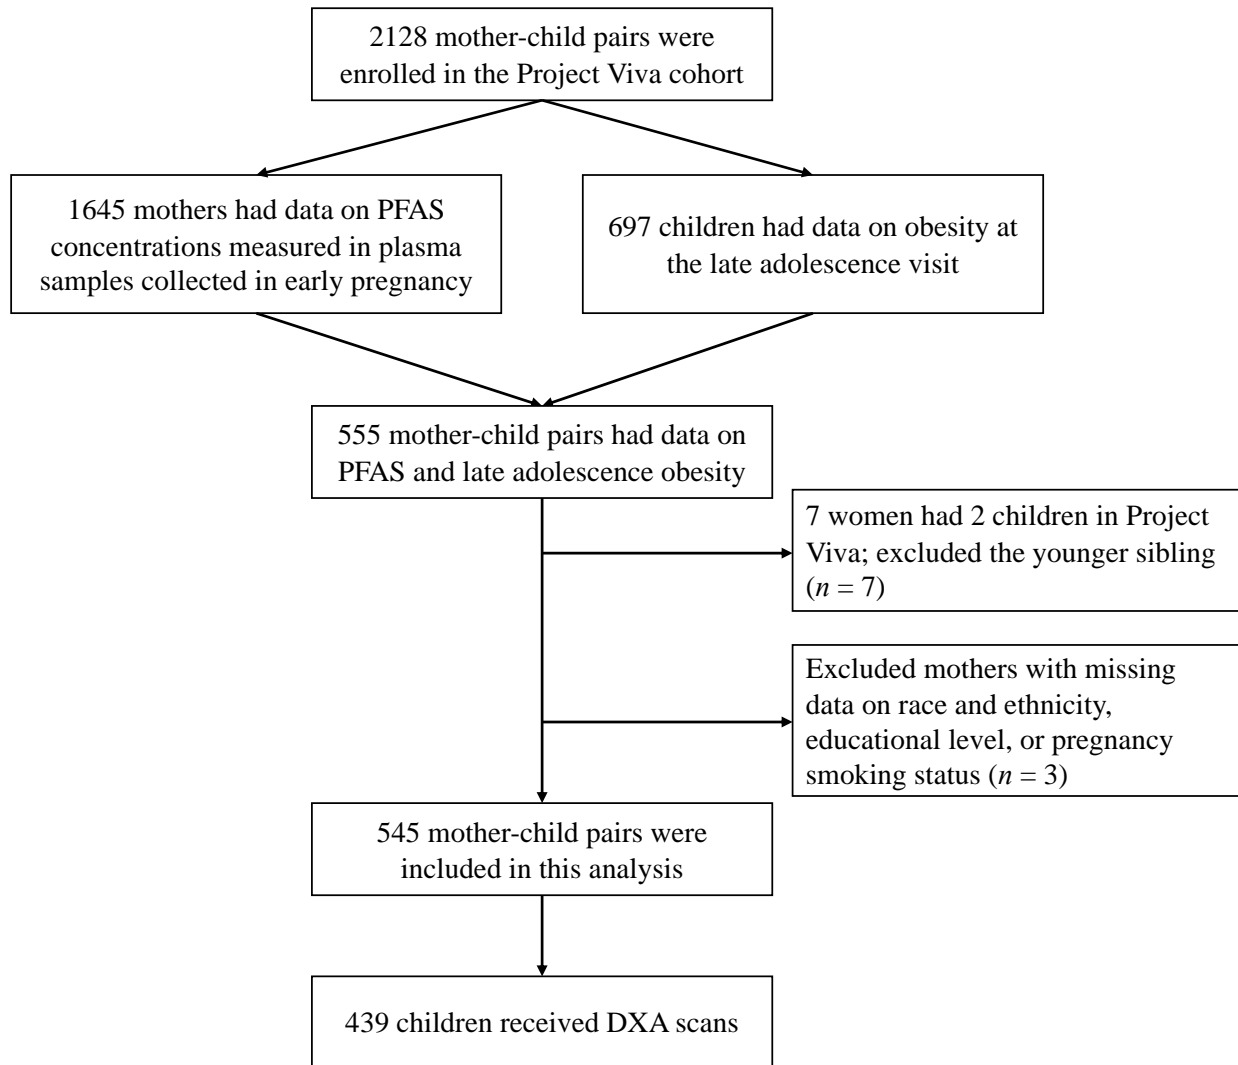 2128 mother-child pairs were
enrolled in the Project Viva cohort
1645 mothers had data on PFAS
concentrations measured in plasma
samples collected in early pregnancy
697 children had data on obesity at
the late adolescence visit
555 mother-child pairs had data on
PFAS and late adolescence obesity
7 women had 2 children in Project
Viva; excluded the younger sibling
(n = 7)
Excluded mothers with missing
data on race and ethnicity,
educational level, or pregnancy
smoking status (n = 3)
545 mother-child pairs were
included in this analysis
439 children received DXA scans